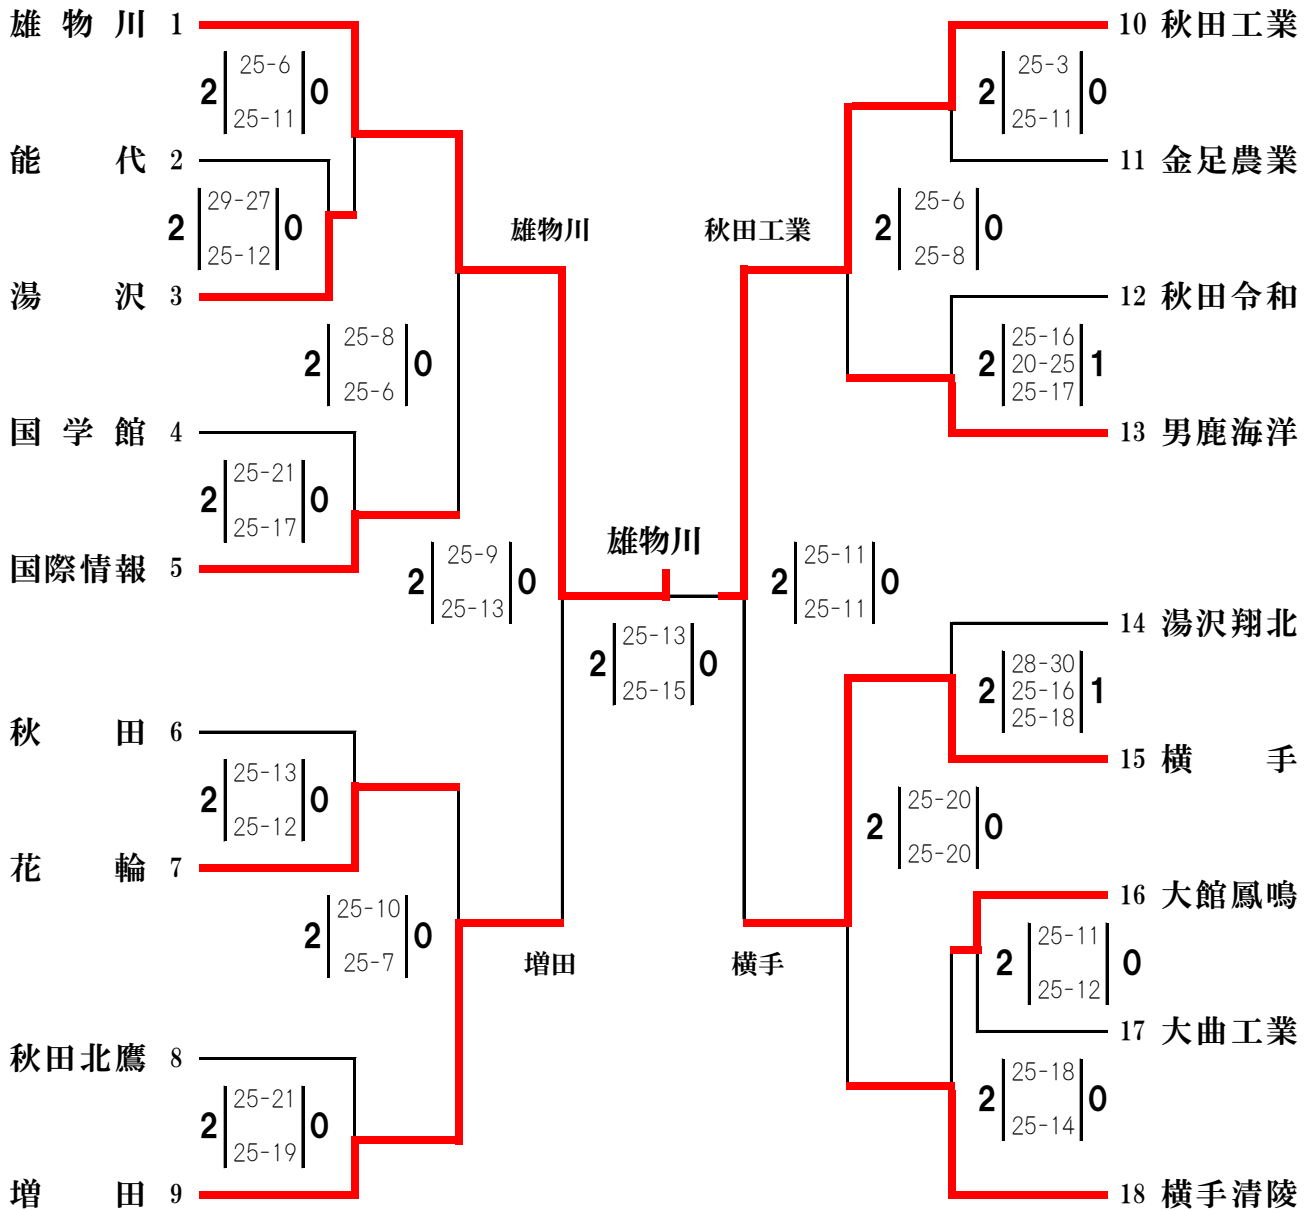 雄物川 1
2 25-6 0
25-11
能代 2
2 29-27 0
25-12
湯沢 3
2 25-8 0
25-6
国学館 4
2 25-21 0
25-17
国際情報 5
2 25-9 0
25-13
秋田 6
2 25-13 0
25-12
花輪 7
2 25-10 0
25-7
秋田北鷹 8
2 25-21 0
25-19
増田 9
雄物川
増田
雄物川
2 25-13 0
25-15
秋田工業
横手
10 秋田工業
2 25-3 0
25-11
11 金足農業
2 25-6 0
25-8
12 秋田令和
25-16
2 20-25 1
25-17
13 男鹿海洋
2 25-11 0
25-11
14 湯沢翔北
28-30
2 25-16 1
25-18
15 横手
2 25-20 0
25-20
16 大館鳳鳴
2 25-11 0
25-12
17 大曲工業
2 25-18 0
25-14
18 横手清陵